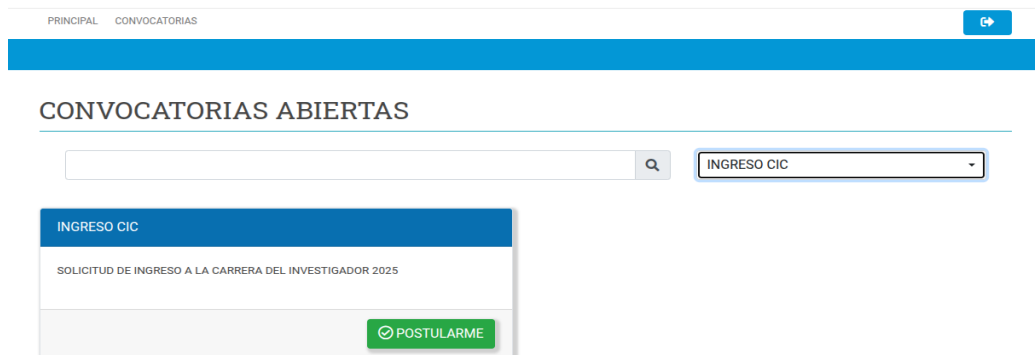 PRINCIPAL CONVOCATORIAS
CONVOCATORIAS ABIERTAS
INGRESO CIC
INGRESO CIC
SOLICITUD DE INGRESO A LA CARRERA DEL INVESTIGADOR 2025
POSTULARME